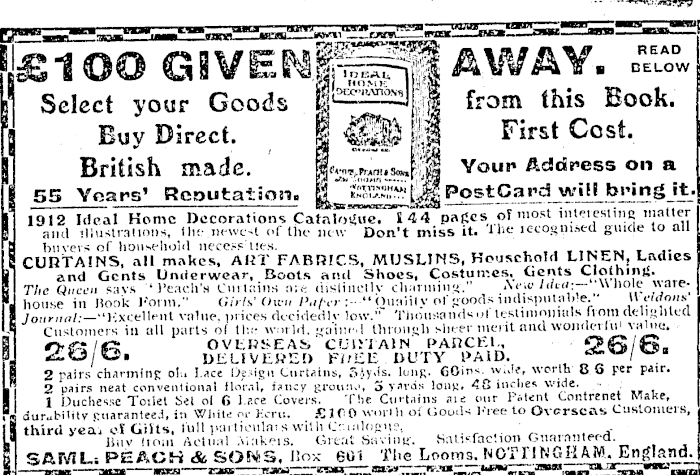 £100 GIVEN AWAY. READ BELOW
Select your Goods from this Book.
Buy Direct. First Cost.
British made. Your Address on a
55 Years' Reputation. PostCard will bring it.
IDEAL
HOME
DECORATIONS
PEACH & SONS
NOTTINGHAM
ENGLAND
1912 Ideal Home Decorations Catalogue. 144 pages of most interesting matter
and illustrations, the newest of the new Don't miss it. The recognised guide to all
buyers of household necessities.
CURTAINS, all makes, ART FABRICS, MUSLINS, Household LINEN, Ladies
and Gents Underwear, Boots and Shoes, Costumes, Gents Clothing.
The Queen says "Peach's Curtains are distinctly charming." New Idea:—"Whole ware-
house in Book Form." Girls' Own Paper:—"Quality of goods indisputable." Weldons'
Journal:—"Excellent value, prices decidedly low." Thousands of testimonials from delighted
Customers in all parts of the world, gained through sheer merit and wonderful value.
26/6. OVERSEAS CURTAIN PARCEL, 26/6.
DELIVERED FREE DUTY PAID.
2 pairs charming old Lace Design Curtains, 3½yds. long, 60ins. wide, worth 8 6 per pair.
2 pairs neat conventional floral, fancy ground, 3 yards long, 48 inches wide.
1 Duchesse Toilet Set of 6 Lace Covers. The Curtains are our Patent Contrenet Make,
durability guaranteed, in White or Ecru. £100 worth of Goods Free to Overseas Customers,
third year of Gifts, full particulars with Catalogue.
Buy from Actual Makers. Great Saving. Satisfaction Guaranteed.
SAML. PEACH & SONS, Box 601 The Looms, NOTTINGHAM, England.